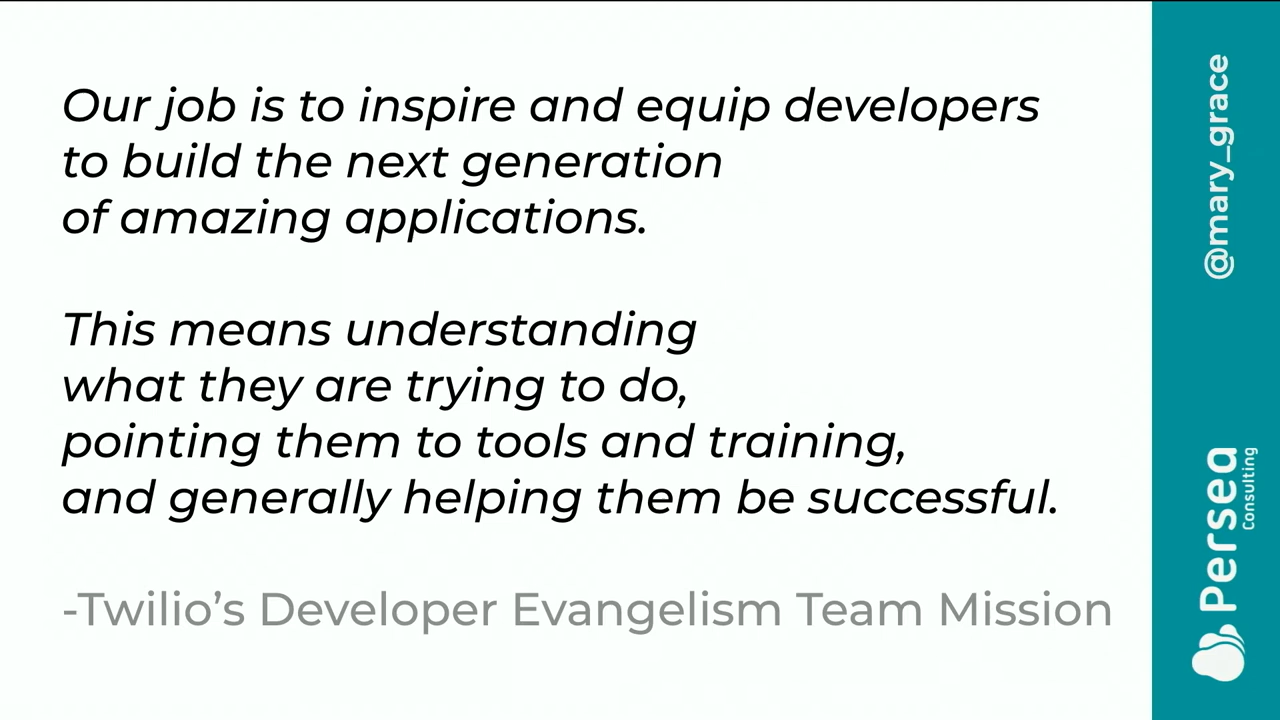 Our job is to inspire and equip developers
to build the next generation
of amazing applications.
This means understanding
what they are trying to do,
pointing them to tools and training,
and generally helping them be successful.
-Twilio’s Developer Evangelism Team Mission
@mary_grace
Persea
Consulting